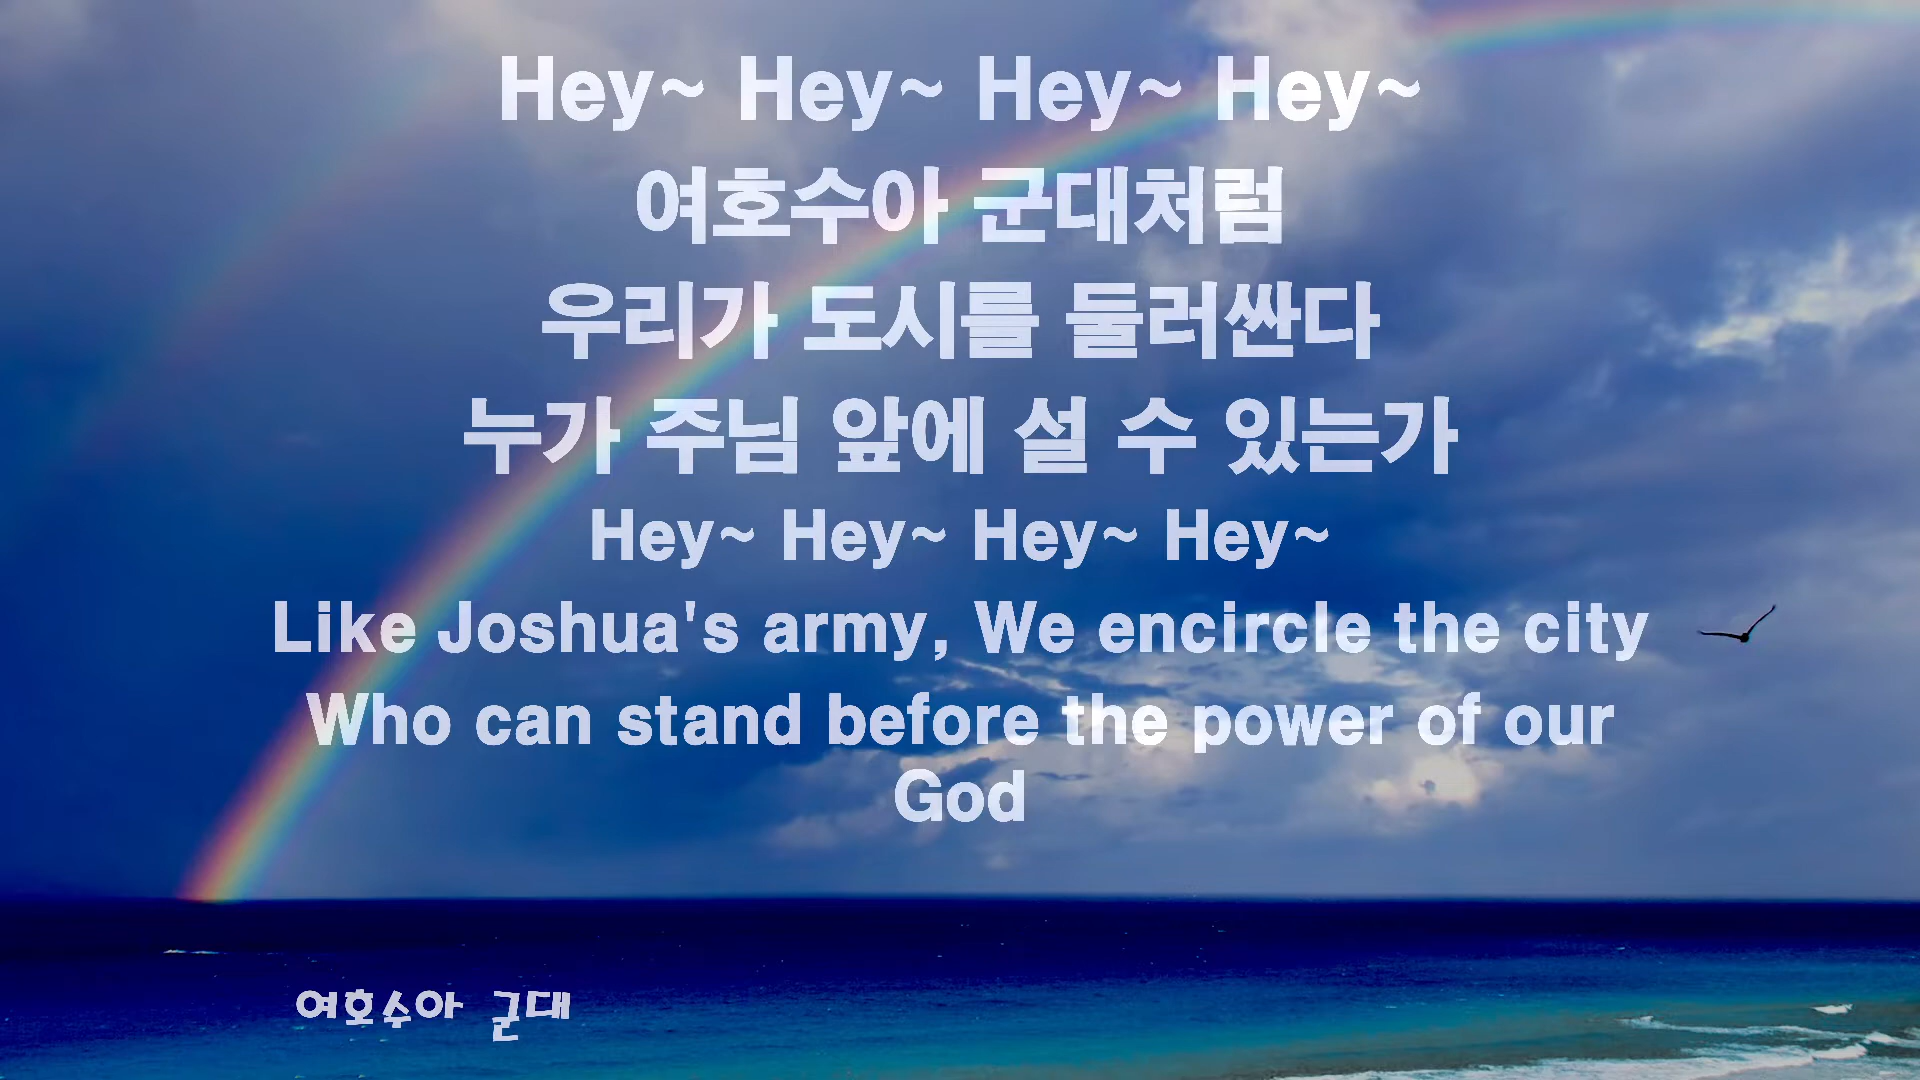 Hey~ Hey~ Hey~ Hey~
여호수아 군대처럼
우리가 도시를 둘러싼다
누가 주님 앞에 설 수 있는가
Hey~ Hey~ Hey~ Hey~
Like Joshua's army, We encircle the city
Who can stand before the power of our
God
여호수아 군대